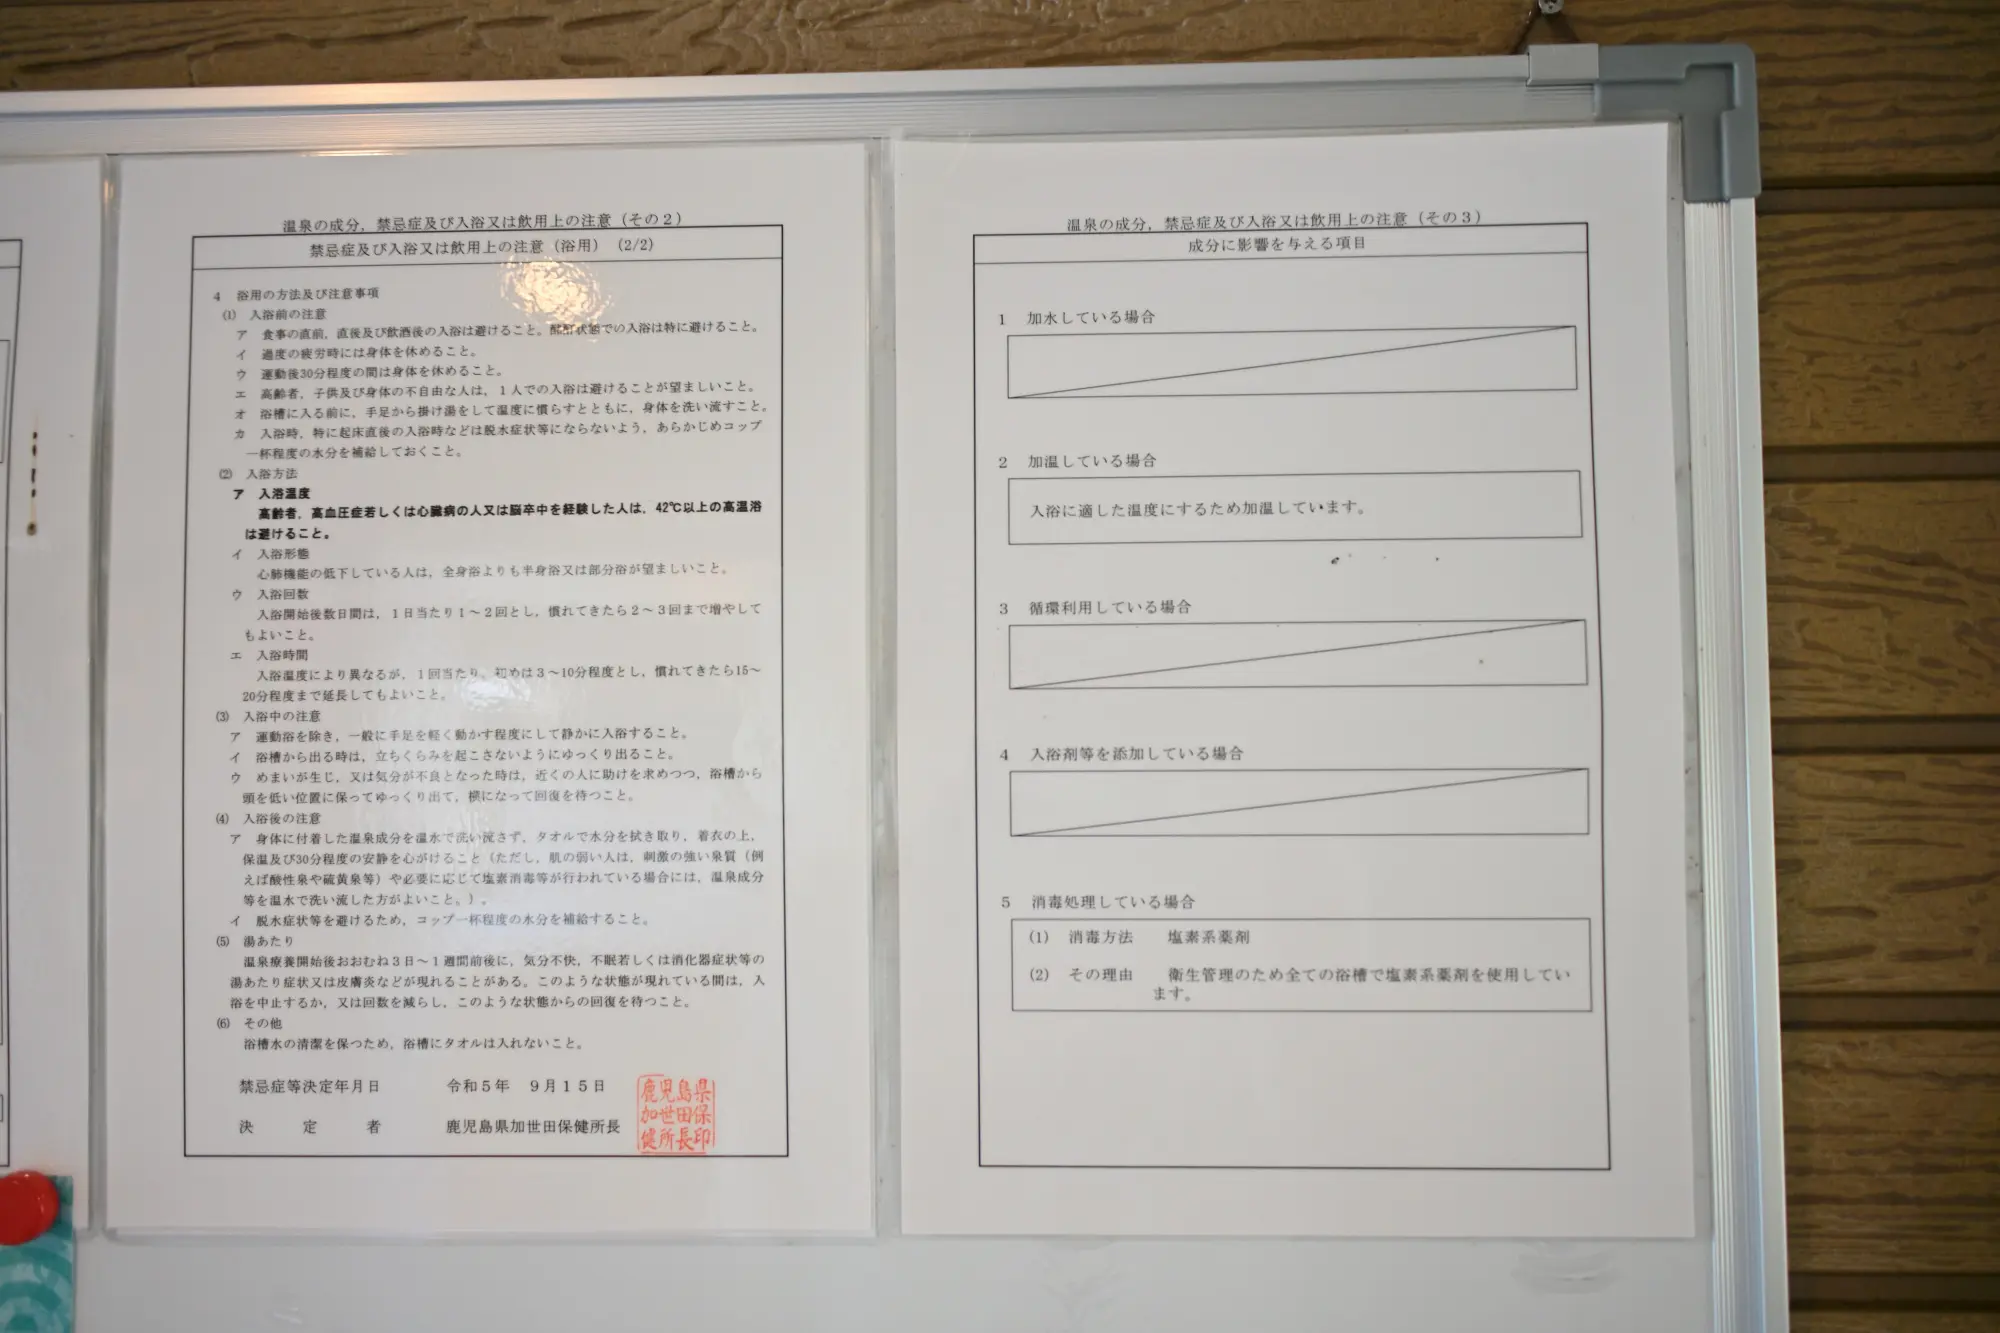 温泉の成分，禁忌症及び入浴又は飲用上の注意（その２）
禁忌症及び入浴又は飲用上の注意（浴用）（2/2）
４　浴用の方法及び注意事項
⑴　入浴前の注意
ア　食事の直前，直後及び飲酒後の入浴は避けること。酩酊状態での入浴は特に避けること。
イ　過度の疲労時には身体を休めること。
ウ　運動後30分程度の間は身体を休めること。
エ　高齢者，子供及び身体の不自由な人は，１人での入浴は避けることが望ましいこと。
オ　浴槽に入る前に，手足から掛け湯をして温度に慣らすとともに，身体を洗い流すこと。
カ　入浴時，特に起床直後の入浴時などは脱水症状等にならないよう，あらかじめコップ
一杯程度の水分を補給しておくこと。
⑵　入浴方法
ア　入浴温度
高齢者，高血圧症若しくは心臓病の人又は脳卒中を経験した人は，42℃以上の高温浴
は避けること。
イ　入浴形態
心肺機能の低下している人は，全身浴よりも半身浴又は部分浴が望ましいこと。
ウ　入浴回数
入浴開始後数日間は，１日当たり１～２回とし，慣れてきたら２～３回まで増やして
もよいこと。
エ　入浴時間
入浴温度により異なるが，１回当たり，初めは３～10分程度とし，慣れてきたら15～
20分程度まで延長してもよいこと。
⑶　入浴中の注意
ア　運動浴を除き，一般に手足を軽く動かす程度にして静かに入浴すること。
イ　浴槽から出る時は，立ちくらみを起こさないようにゆっくり出ること。
ウ　めまいが生じ，又は気分が不良となった時は，近くの人に助けを求めつつ，浴槽から
頭を低い位置に保ってゆっくり出て，横になって回復を待つこと。
⑷　入浴後の注意
ア　身体に付着した温泉成分を温水で洗い流さず，タオルで水分を拭き取り，着衣の上，
保温及び30分程度の安静を心がけること（ただし，肌の弱い人は，刺激の強い泉質（例
えば酸性泉や硫黄泉等）や必要に応じて塩素消毒等が行われている場合には，温泉成分
等を温水で洗い流した方がよいこと。）。
イ　脱水症状等を避けるため，コップ一杯程度の水分を補給すること。
⑸　湯あたり
温泉療養開始後おおむね３日～１週間前後に，気分不快，不眠若しくは消化器症状等の
湯あたり症状又は皮膚炎などが現れることがある。このような状態が現れている間は，入
浴を中止するか，又は回数を減らし，このような状態からの回復を待つこと。
⑹　その他
浴槽水の清潔を保つため，浴槽にタオルは入れないこと。
禁忌症等決定年月日　令和５年　９月１５日
決定者　鹿児島県加世田保健所長
鹿児島県
加世田保
健所長印
温泉の成分，禁忌症及び入浴又は飲用上の注意（その３）
成分に影響を与える項目
１　加水している場合
２　加温している場合
入浴に適した温度にするため加温しています。
３　循環利用している場合
４　入浴剤等を添加している場合
５　消毒処理している場合
(1)　消毒方法　塩素系薬剤
(2)　その理由　衛生管理のため全ての浴槽で塩素系薬剤を使用してい
ます。